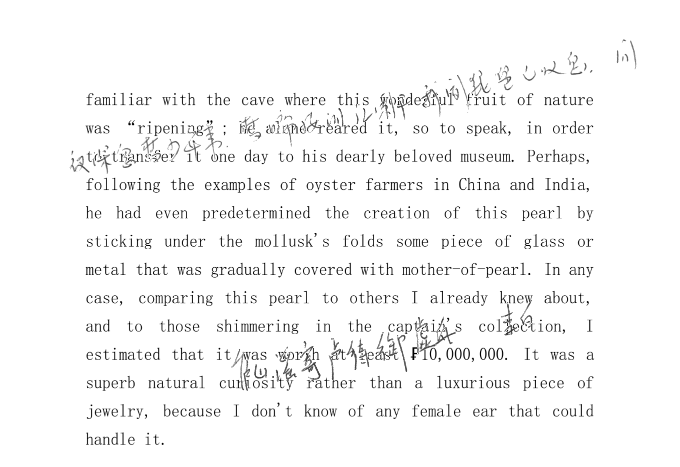 familiar with the cave where this wonderful fruit of nature
was “ripening”; he alone reared it, so to speak, in order
to transfer it one day to his dearly beloved museum. Perhaps,
following the examples of oyster farmers in China and India,
he had even predetermined the creation of this pearl by
sticking under the mollusk's folds some piece of glass or
metal that was gradually covered with mother-of-pearl. In any
case, comparing this pearl to others I already knew about,
and to those shimmering in the captain's collection, I
estimated that it was worth at least ₣10,000,000. It was a
superb natural curiosity rather than a luxurious piece of
jewelry, because I don't know of any female ear that could
handle it.